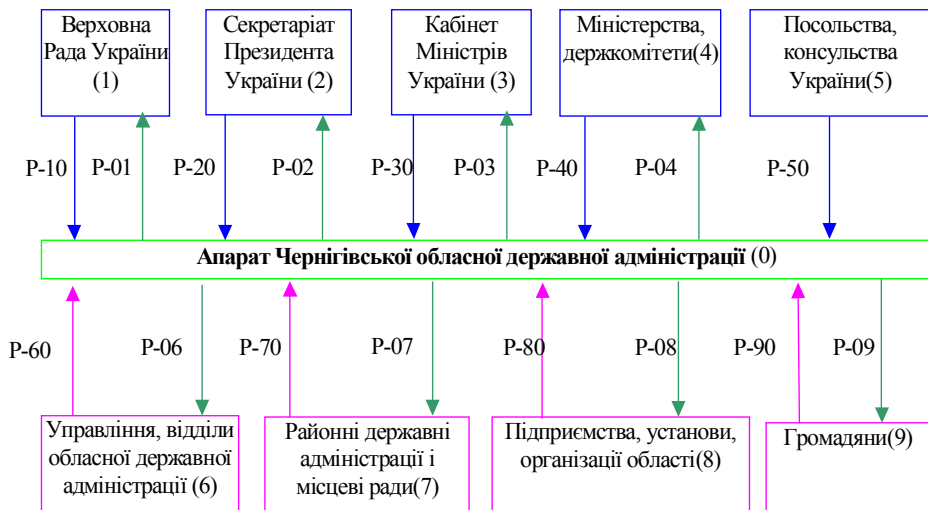 Верховна
Рада України
(1)
Секретаріат
Президента
України (2)
Кабінет
Міністрів
України (3)
Міністерства,
держкомітети(4)
Посольства,
консульства
України(5)
Р-10
Р-01
Р-20
Р-02
Р-30
Р-03
Р-40
Р-04
Р-50
Апарат Чернігівської обласної державної адміністрації (0)
Р-60
Р-06
Р-70
Р-07
Р-80
Р-08
Р-90
Р-09
Управління, відділи
обласної державної
адміністрації (6)
Районні державні
адміністрації і
місцеві ради(7)
Підприємства, установи,
організації області(8)
Громадяни(9)